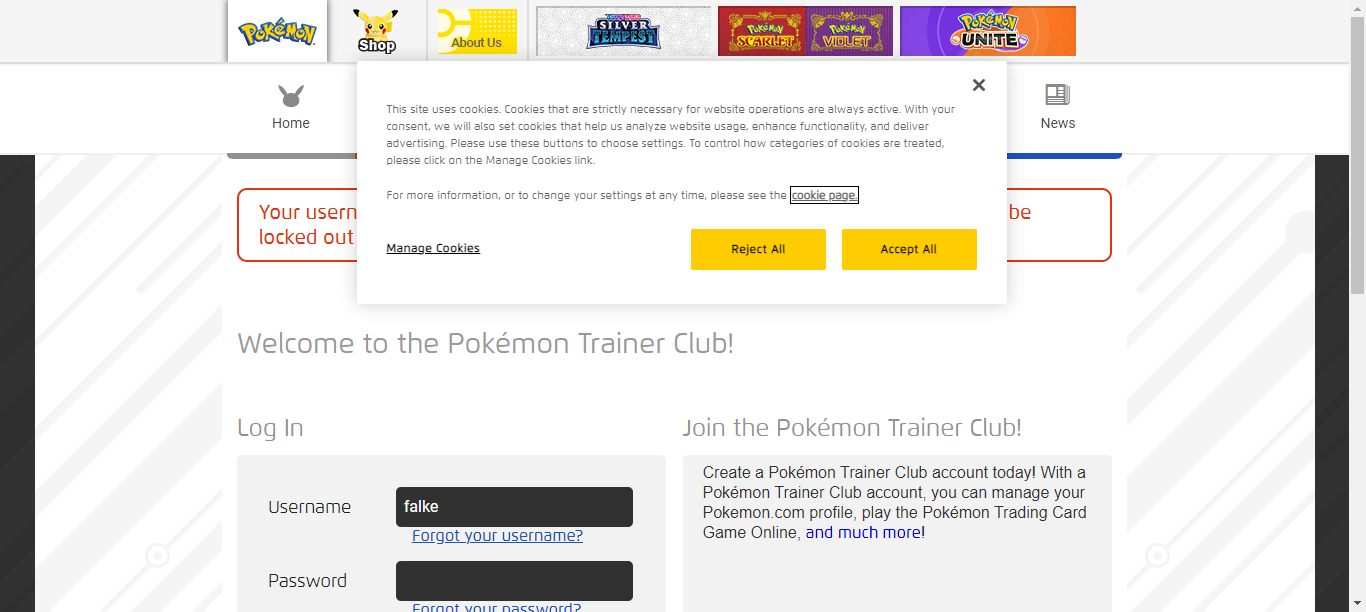 Pokémon
Shop
About Us
SILVER
TEMPEST
Pokémon
SCARLET
Pokémon
VIOLET
Pokémon
UNITE
Home
News
This site uses cookies. Cookies that are strictly necessary for website operations are always active. With your
consent, we will also set cookies that help us analyze website usage, enhance functionality, and deliver
advertising. Please use these buttons to choose settings. To control how categories of cookies are treated,
please click on the Manage Cookies link.
For more information, or to change your settings at any time, please see the cookie page.
Manage Cookies
Reject All
Accept All
Your usern
be
locked out
Welcome to the Pokémon Trainer Club!
Log In
Username
falke
Forgot your username?
Password
Forgot your password?
Join the Pokémon Trainer Club!
Create a Pokémon Trainer Club account today! With a
Pokémon Trainer Club account, you can manage your
Pokemon.com profile, play the Pokémon Trading Card
Game Online, and much more!